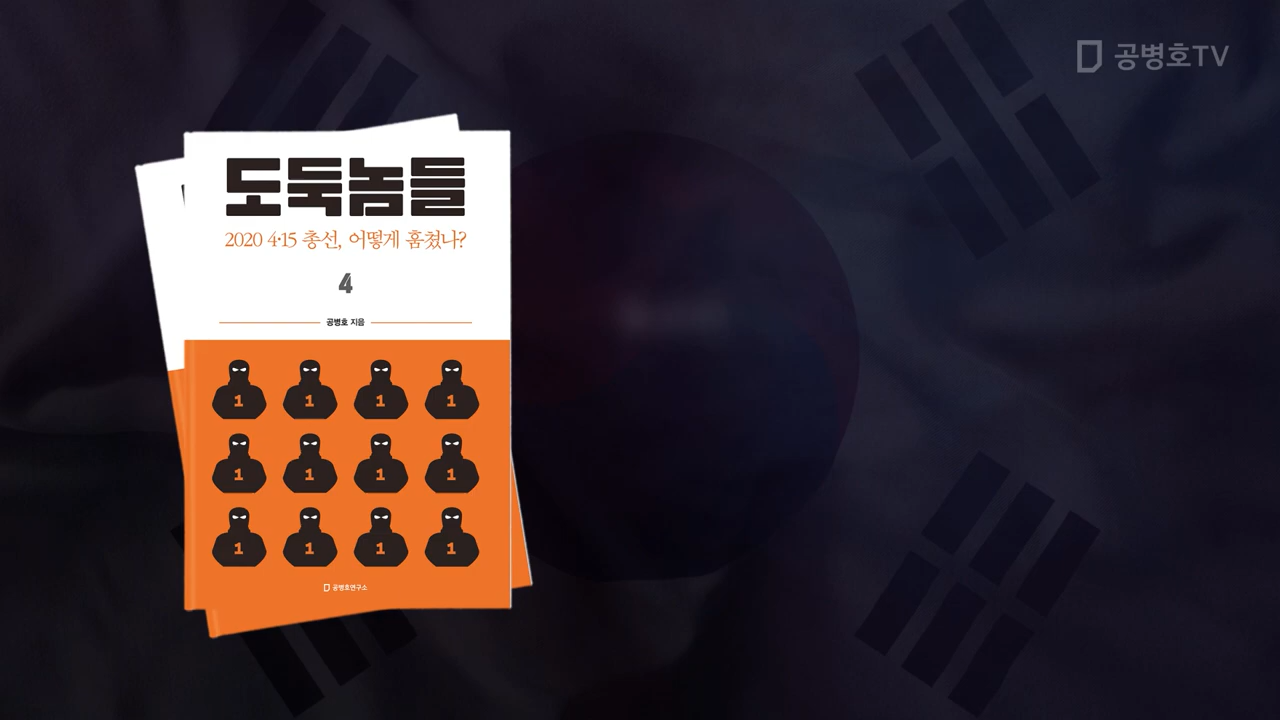 공병호TV
도둑놈들
2020 4·15 총선, 어떻게 훔쳤나?
4
공병호 지음
1 1 1 1
1 1 1 1
1 1 1 1
공병호연구소